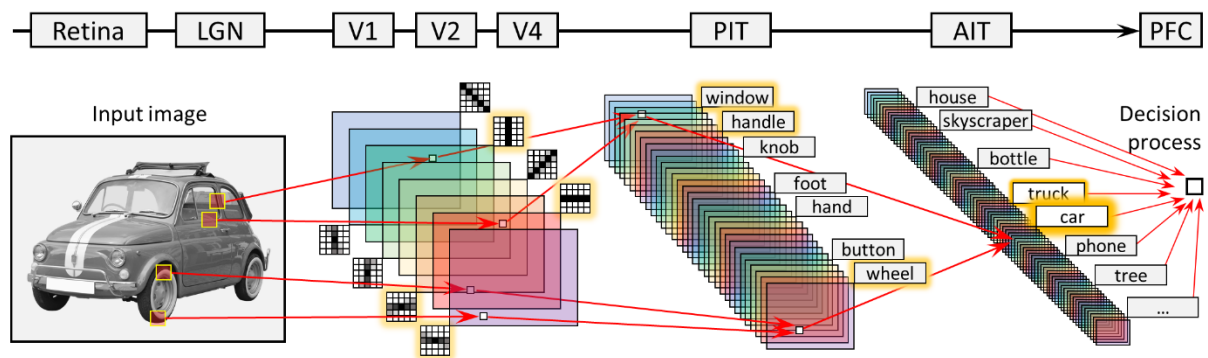 Retina
LGN
V1
V2
V4
PIT
AIT
PFC
Input image
window
handle
knob
foot
hand
button
wheel
house
skyscraper
bottle
truck
car
phone
tree
...
Decision
process